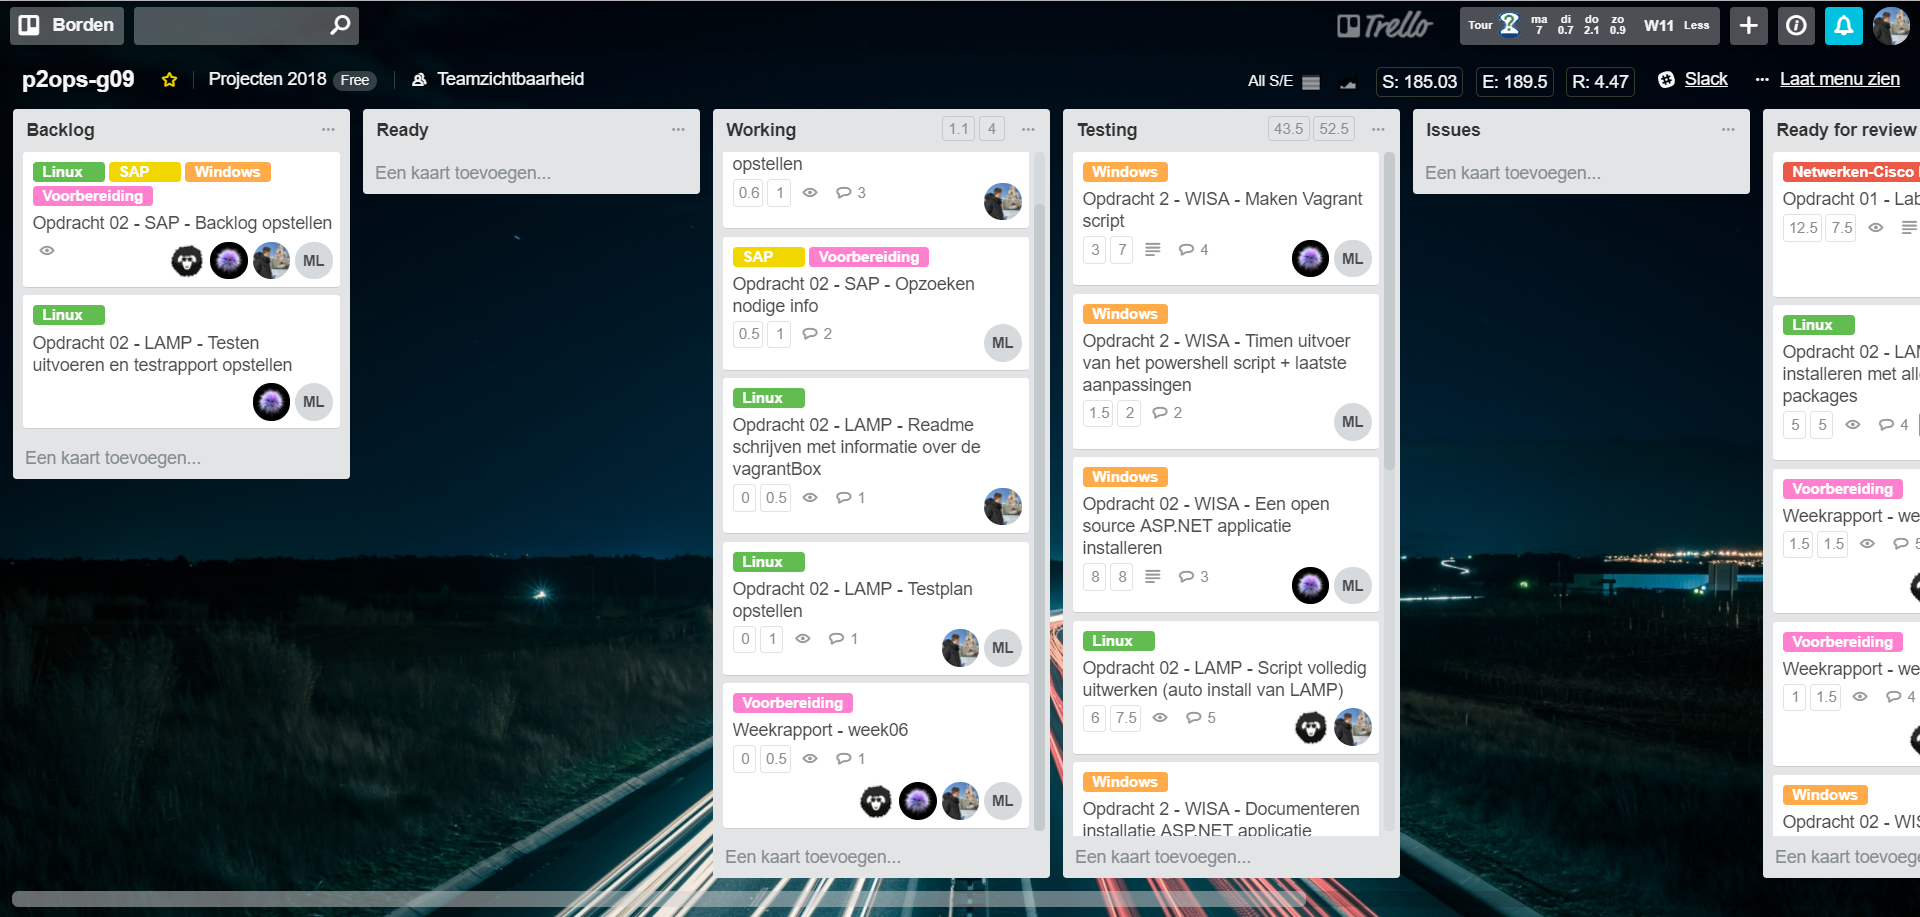 Borden
Trello
Tour ma 7 di 0.7 do 2.1 zo 0.9 W11 Less
p2ops-g09 Projecten 2018 Free Teamzichtbaarheid
All S/E S: 185.03 E: 189.5 R: 4.47 Slack ··· Laat menu zien
Backlog ···
Linux SAP Windows
Voorbereiding
Opdracht 02 - SAP - Backlog opstellen
ML
Linux
Opdracht 02 - LAMP - Testen
uitvoeren en testrapport opstellen
ML
Een kaart toevoegen...
Ready ···
Een kaart toevoegen...
Working 1.1 4 ···
opstellen
0.6 1 3
SAP Voorbereiding
Opdracht 02 - SAP - Opzoeken
nodige info
0.5 1 2
ML
Linux
Opdracht 02 - LAMP - Readme
schrijven met informatie over de
vagrantBox
0 0.5 1
Linux
Opdracht 02 - LAMP - Testplan
opstellen
0 1 1
ML
Voorbereiding
Weekrapport - week06
0 0.5 1
ML
Een kaart toevoegen...
Testing 43.5 52.5 ···
Windows
Opdracht 2 - WISA - Maken Vagrant
script
3 7 4
ML
Windows
Opdracht 2 - WISA - Timen uitvoer
van het powershell script + laatste
aanpassingen
1.5 2 2
ML
Windows
Opdracht 02 - WISA - Een open
source ASP.NET applicatie
installeren
8 8 3
ML
Linux
Opdracht 02 - LAMP - Script volledig
uitwerken (auto install van LAMP)
6 7.5 5
Windows
Opdracht 2 - WISA - Documenteren
installatie ASP.NET applicatie
Een kaart toevoegen...
Issues ···
Een kaart toevoegen...
Ready for review
Netwerken-Cisco
Opdracht 01 - Lab
12.5 7.5
Linux
Opdracht 02 - LAM
installeren met all
packages
5 5 4
Voorbereiding
Weekrapport - we
1.5 1.5 5
Voorbereiding
Weekrapport - we
1 1.5 4
Windows
Opdracht 02 - WIS
Een kaart toevoeg